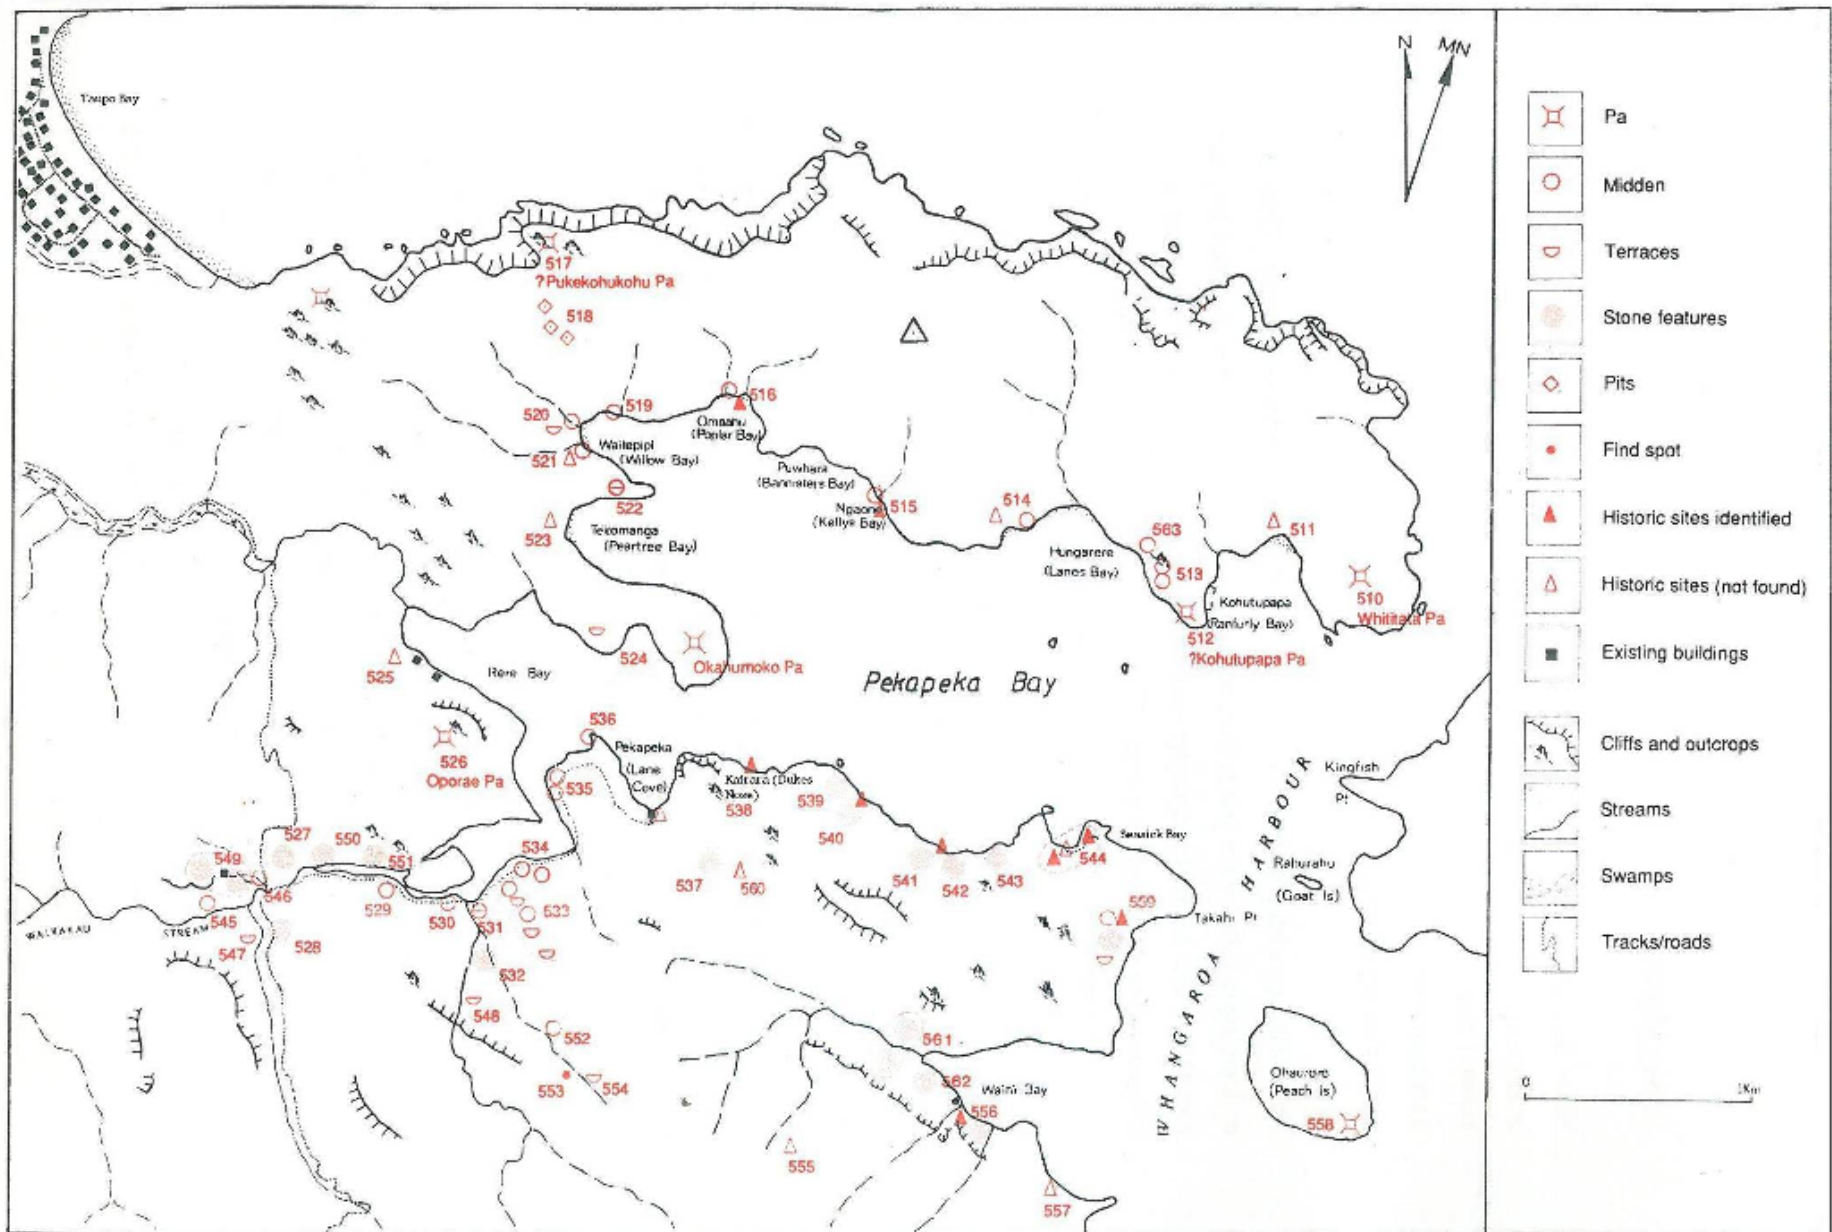 N
MN
Taupo Bay
517
?Pukekohukohu Pa
518
516
519
520
Omaahu
(Poplar Bay)
Waitepipi
(Willow Bay)
521
522
Puwhara
(Bannisters Bay)
515
514
Ngaone
(Kellys Bay)
511
563
523
Tekomanga
(Peartree Bay)
Hungarere
(Lanes Bay)
513
510
Whititata Pa
Kohutupapa
(Ranfurly Bay)
512
?Kohutupapa Pa
524
Okahumoko Pa
525
Rere Bay
Pekapeka Bay
536
526
Oporae Pa
Pekapeka
(Lane
Cove)
Kairara (Dukes
Nose)
538
539
540
535
Kingfish
Pt
WHANGAROA HARBOUR
527
550
551
534
549
546
545
529
530
531
533
537
560
541
542
543
544
Senwick Bay
Rahurahu
(Goat Is)
559
Takahi Pt
STREAM
547
528
532
548
552
553
554
561
562
Waihi Bay
556
555
557
Ohauroro
(Peach Is)
558
Pa
Midden
Terraces
Stone features
Pits
Find spot
Historic sites identified
Historic sites (not found)
Existing buildings
Cliffs and outcrops
Streams
Swamps
Tracks/roads
0
1Km